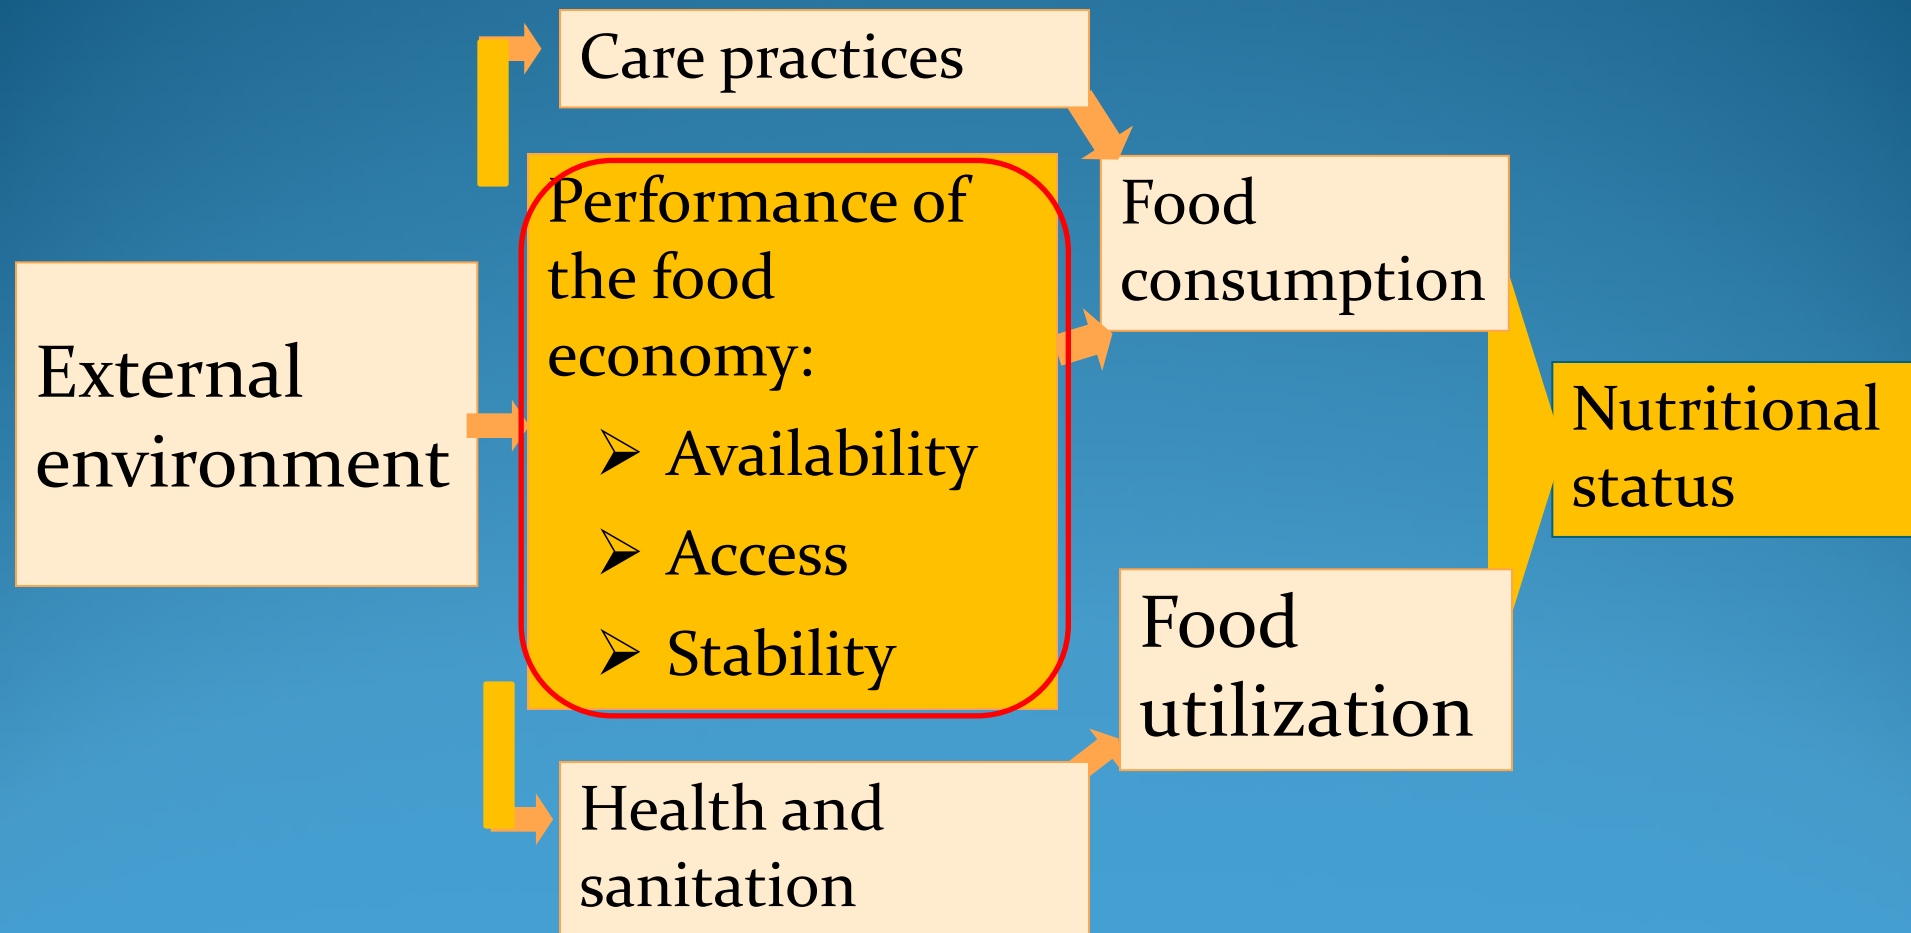 Care practices
Performance of
the food
economy:
➢ Availability
➢ Access
➢ Stability
External
environment
Food
consumption
Nutritional
status
Food
utilization
Health and
sanitation